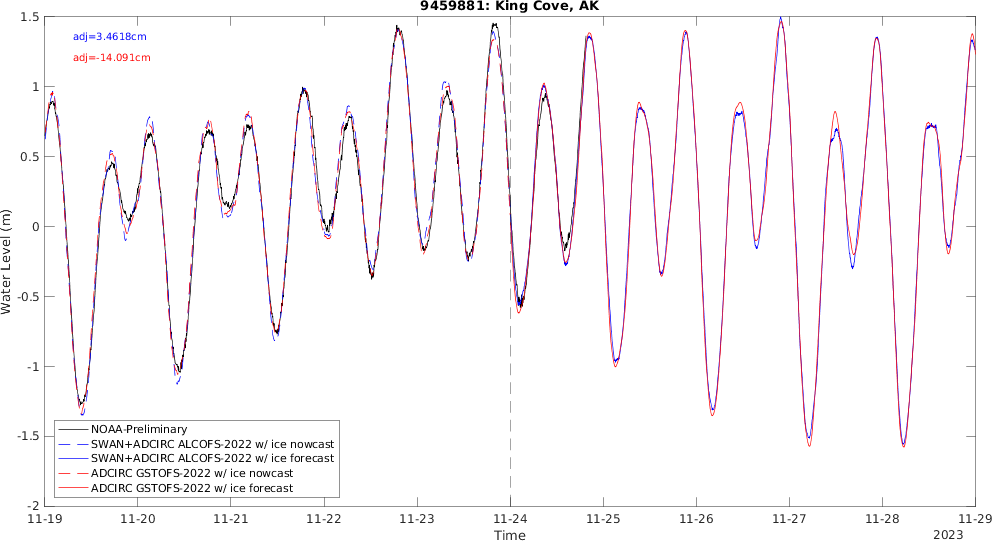 9459881: King Cove, AK
adj=3.4618cm
adj=-14.091cm
1.5
1
0.5
0
-0.5
-1
-1.5
-2
Water Level (m)
NOAA-Preliminary
SWAN+ADCIRC ALCOFS-2022 w/ ice nowcast
SWAN+ADCIRC ALCOFS-2022 w/ ice forecast
ADCIRC GSTOFS-2022 w/ ice nowcast
ADCIRC GSTOFS-2022 w/ ice forecast
11-19 11-20 11-21 11-22 11-23 11-24 11-25 11-26 11-27 11-28 11-29
Time
2023